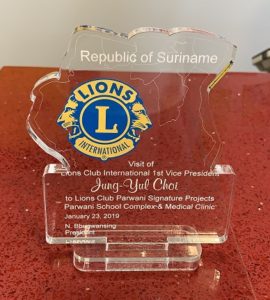 Republic of Suriname
LIONS
L
INTERNATIONAL
Visit of
Lions Club International 1st Vice President
Jung-Yul Choi
to Lions Club Parwani Signature Projects
Parwani School Complex & Medical Clinic
January 23, 2019
N. Bhugwansing
President